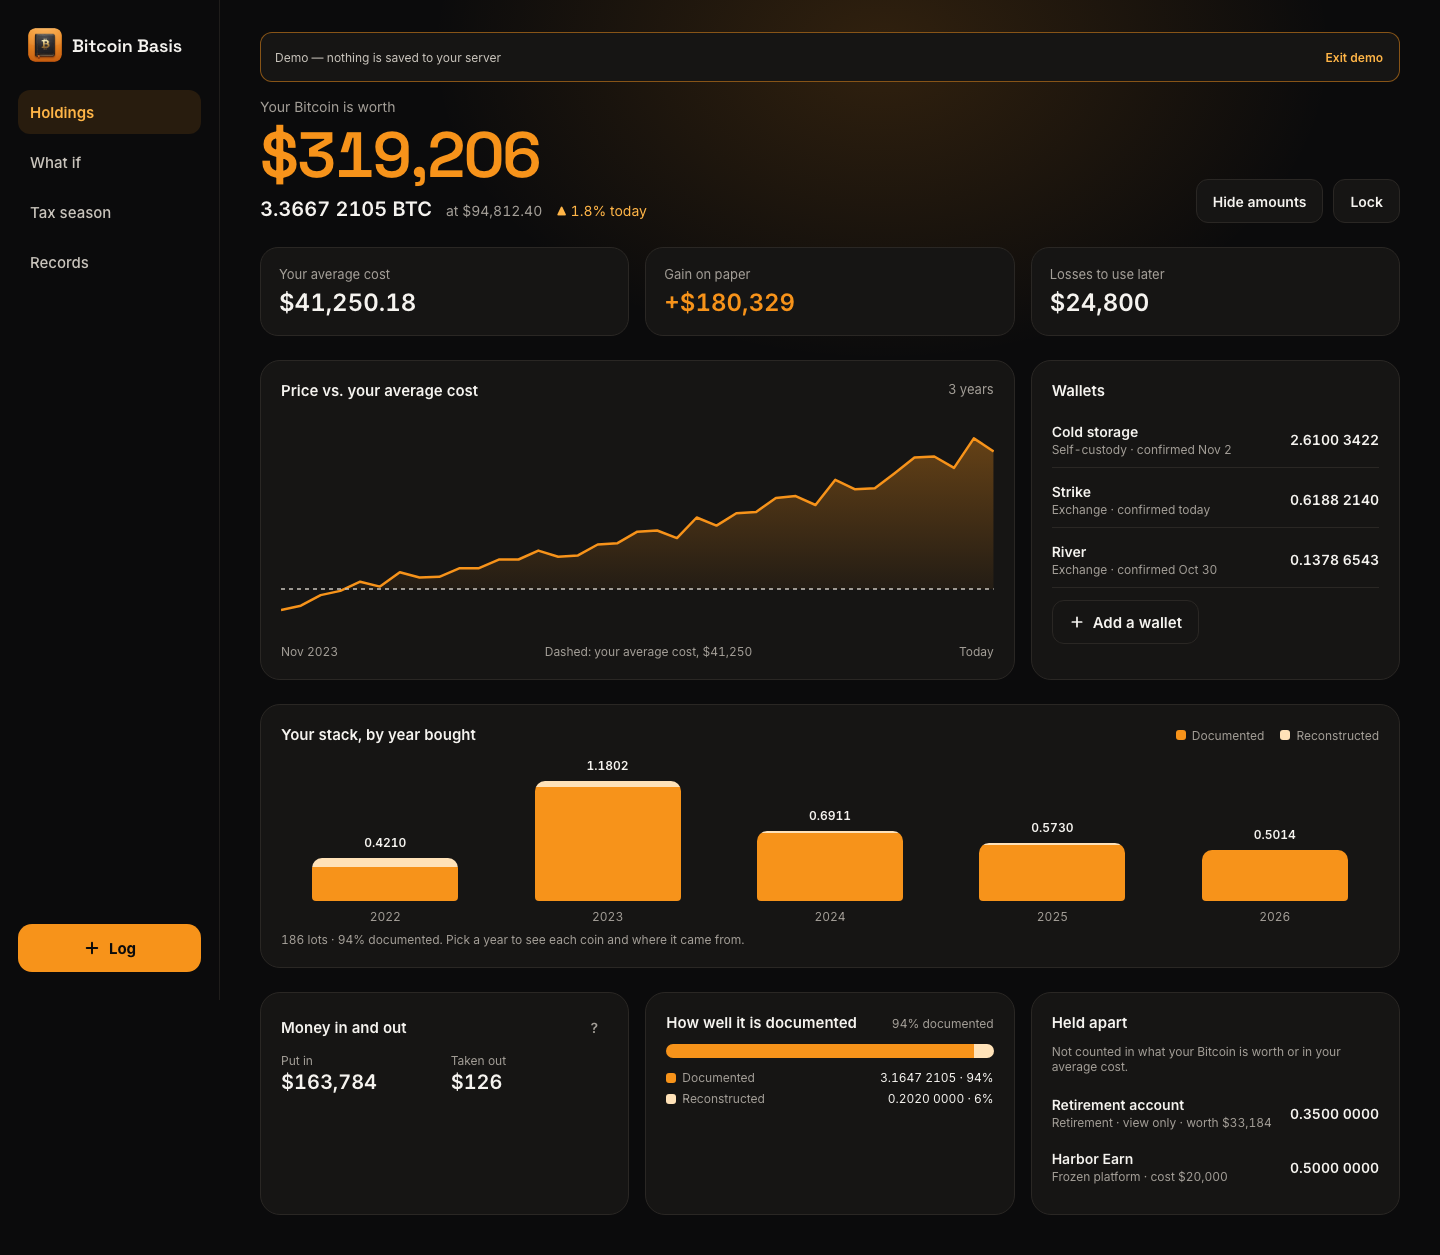 Bitcoin Basis
Holdings
What if
Tax season
Records
Log
Demo — nothing is saved to your server
Exit demo
Your Bitcoin is worth
$319,206
3.3667 2105 BTC at $94,812.40 ▲ 1.8% today
Hide amounts
Lock
Your average cost
$41,250.18
Gain on paper
+$180,329
Losses to use later
$24,800
Price vs. your average cost
3 years
Nov 2023
Dashed: your average cost, $41,250
Today
Wallets
Cold storage
Self-custody · confirmed Nov 2
2.6100 3422
Strike
Exchange · confirmed today
0.6188 2140
River
Exchange · confirmed Oct 30
0.1378 6543
+ Add a wallet
Your stack, by year bought
Documented
Reconstructed
0.4210
1.1802
0.6911
0.5730
0.5014
2022
2023
2024
2025
2026
186 lots · 94% documented. Pick a year to see each coin and where it came from.
Money in and out
?
Put in
$163,784
Taken out
$126
How well it is documented
94% documented
Documented
3.1647 2105 · 94%
Reconstructed
0.2020 0000 · 6%
Held apart
Not counted in what your Bitcoin is worth or in your
average cost.
Retirement account
Retirement · view only · worth $33,184
0.3500 0000
Harbor Earn
Frozen platform · cost $20,000
0.5000 0000